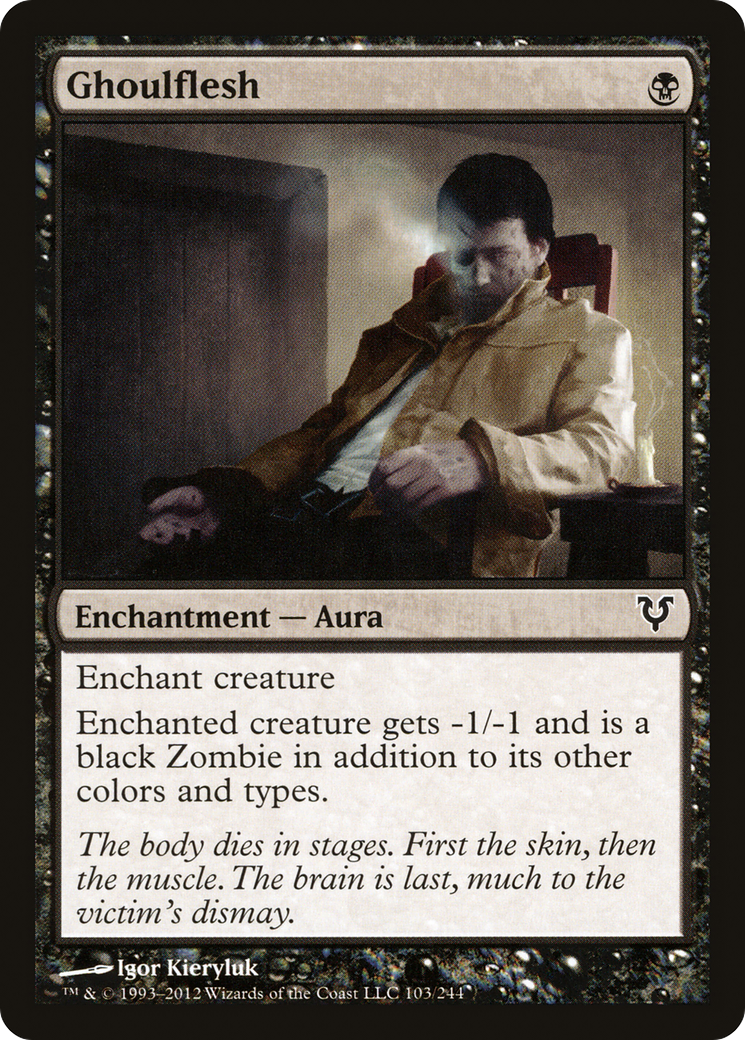 Ghoulflesh
Enchantment — Aura
Enchant creature
Enchanted creature gets -1/-1 and is a
black Zombie in addition to its other
colors and types.
The body dies in stages. First the skin, then
the muscle. The brain is last, much to the
victim's dismay.
Igor Kieryluk
™ & © 1993–2012 Wizards of the Coast LLC 103/244